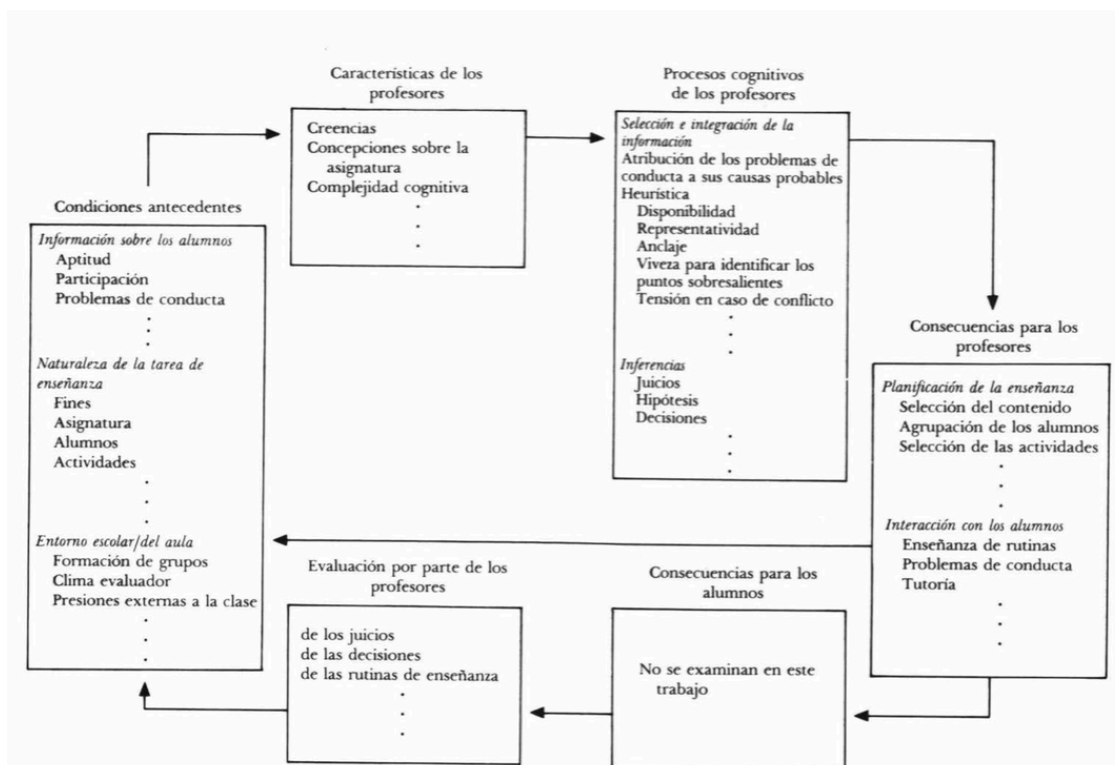 Características de los
profesores
Creencias
Concepciones sobre la
asignatura
Complejidad cognitiva
Procesos cognitivos
de los profesores
Selección e integración de la
información
Atribución de los problemas de
conducta a sus causas probables
Heurística
Disponibilidad
Representatividad
Anclaje
Viveza para identificar los
puntos sobresalientes
Tensión en caso de conflicto
Inferencias
Juicios
Hipótesis
Decisiones
Condiciones antecedentes
Información sobre los alumnos
Aptitud
Participación
Problemas de conducta
Naturaleza de la tarea de
enseñanza
Fines
Asignatura
Alumnos
Actividades
Entorno escolar/del aula
Formación de grupos
Clima evaluador
Presiones externas a la clase
Consecuencias para los
profesores
Planificación de la enseñanza
Selección del contenido
Agrupación de los alumnos
Selección de las actividades
Interacción con los alumnos
Enseñanza de rutinas
Problemas de conducta
Tutoría
Evaluación por parte de los
profesores
de los juicios
de las decisiones
de las rutinas de enseñanza
Consecuencias para los
alumnos
No se examinan en este
trabajo